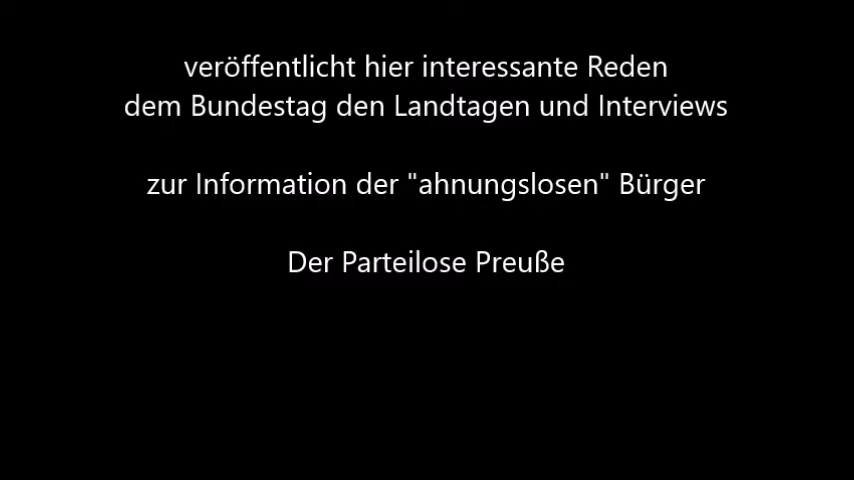 veröffentlicht hier interessante Reden
dem Bundestag den Landtagen und Interviews
zur Information der "ahnungslosen" Bürger
Der Parteilose Preuße